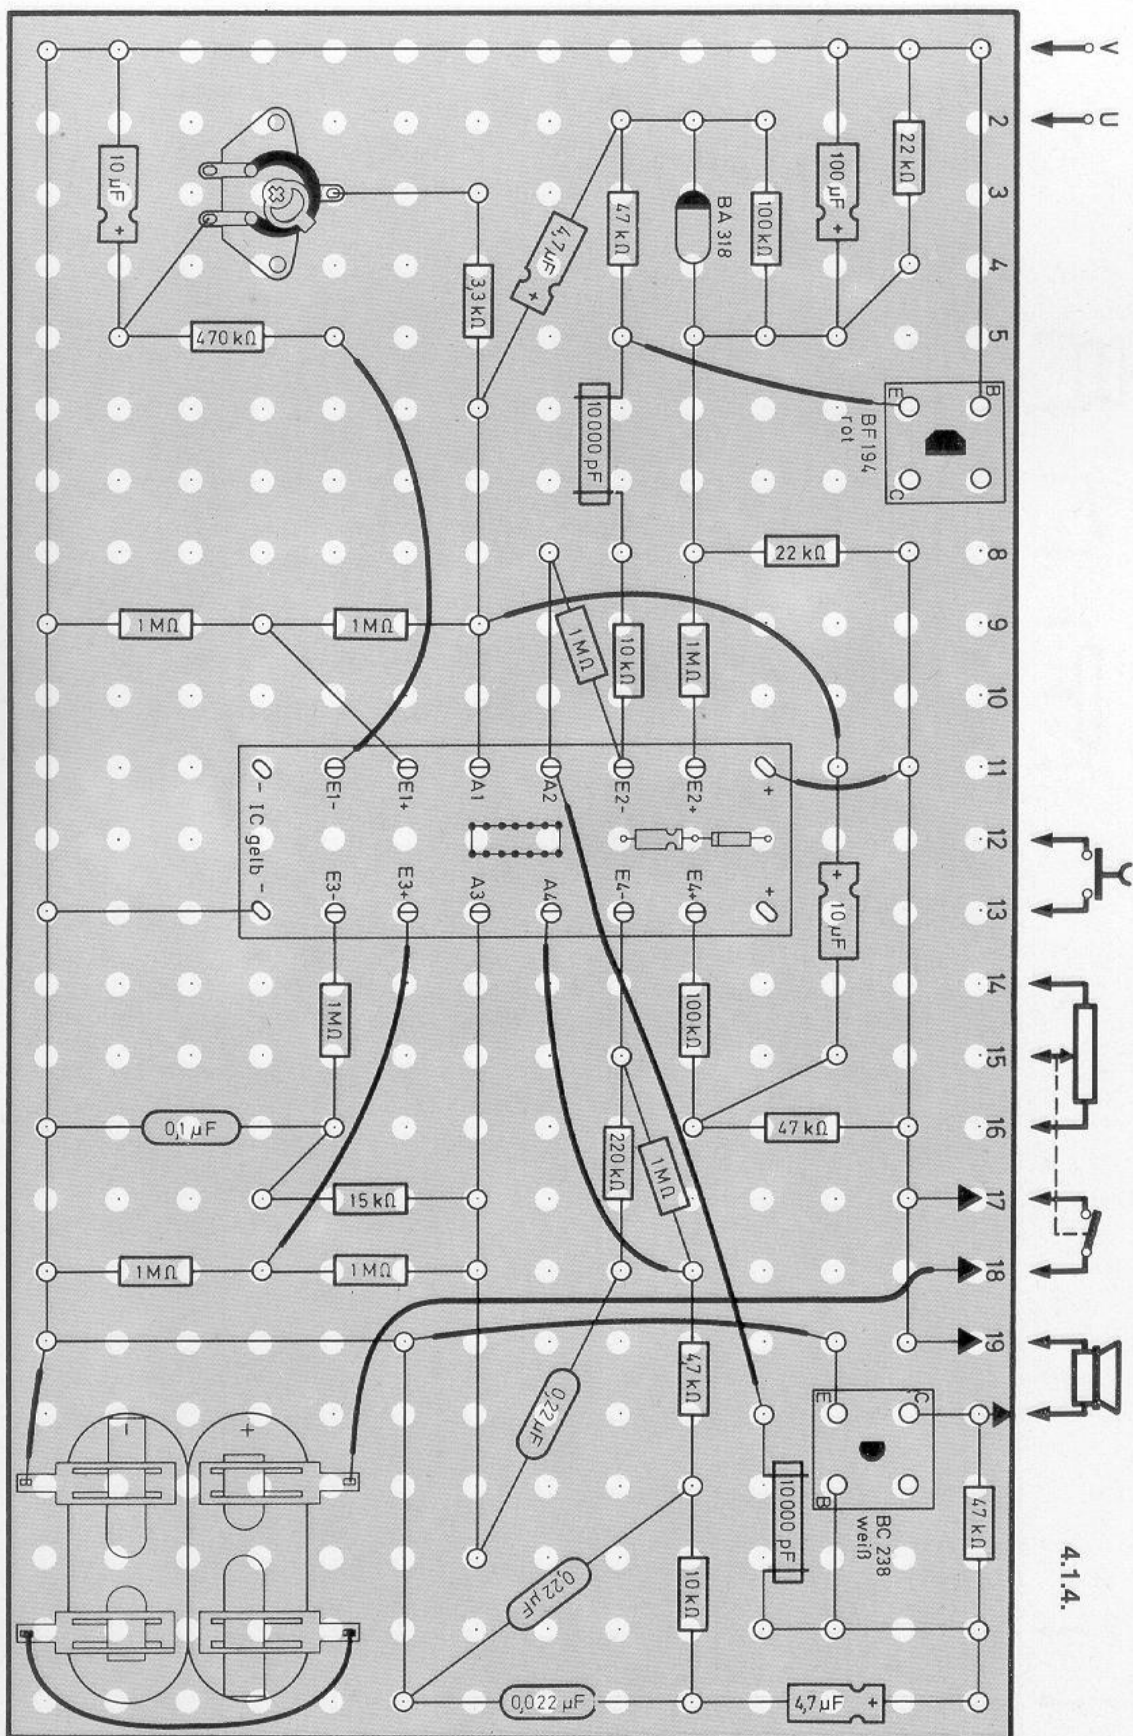 V
U
2
3
4
5
8
9
10
11
12
13
14
15
16
17
18
19
4.1.4.
22 kΩ
100 µF
+
100 kΩ
BA 318
47 kΩ
4,7 µF
+
3,3 kΩ
10 µF
+
470 kΩ
B
E
C
BF 194
rot
10000 pF
22 kΩ
1 MΩ
10 kΩ
1 MΩ
1 MΩ
1 MΩ
+
E2+
E2-
A2
A1
E1+
E1-
-
IC gelb
+
E4+
E4-
A4
A3
E3+
E3-
-
+
10 µF
100 kΩ
1 MΩ
47 kΩ
220 kΩ
1 MΩ
0,1 µF
15 kΩ
1 MΩ
1 MΩ
4,7 kΩ
0,22 µF
C
E
B
BC 238
weiß
10000 pF
47 kΩ
10 kΩ
0,22 µF
0,022 µF
4,7 µF
+
+
-